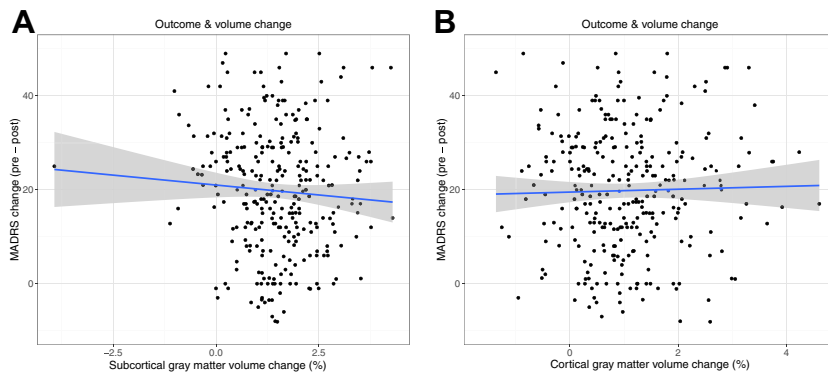 A
Outcome & volume change
MADRS change (pre − post)
40
20
0
−2.5
0.0
2.5
Subcortical gray matter volume change (%)
B
Outcome & volume change
MADRS change (pre − post)
40
20
0
0
2
4
Cortical gray matter volume change (%)